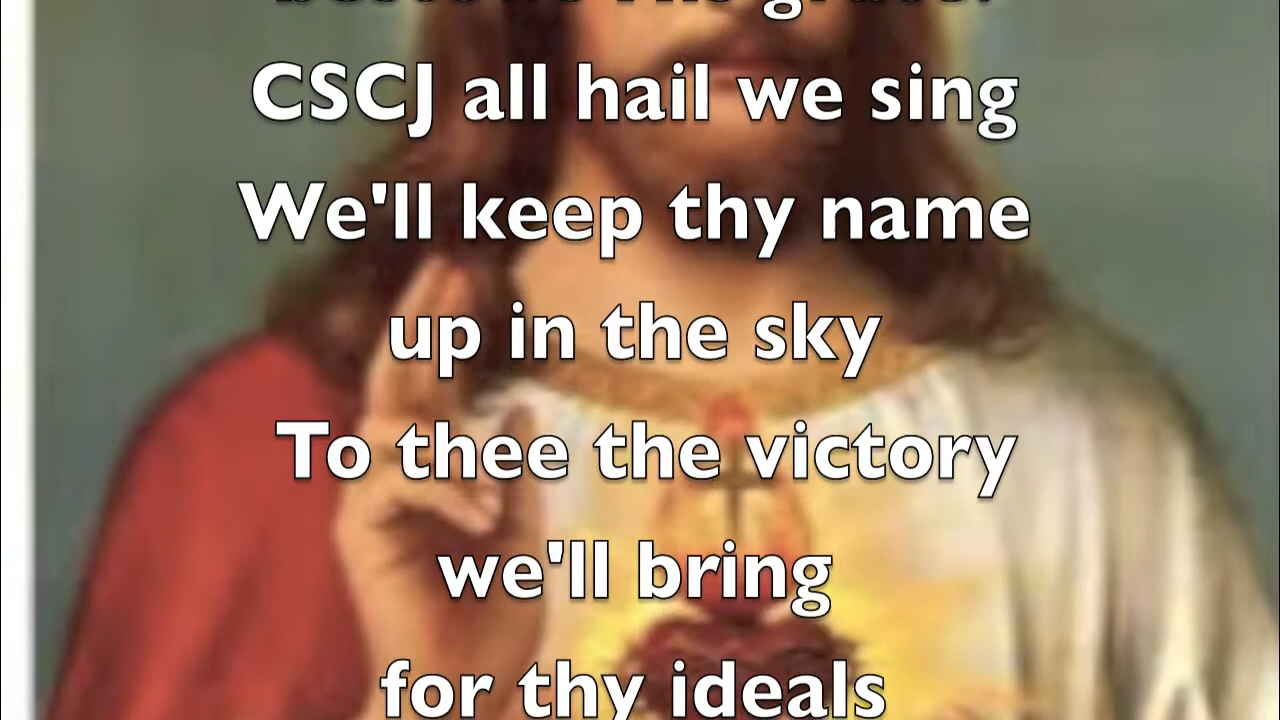 CSCJ all hail we sing
We'll keep thy name
up in the sky
To thee the victory
we'll bring
for thy ideals